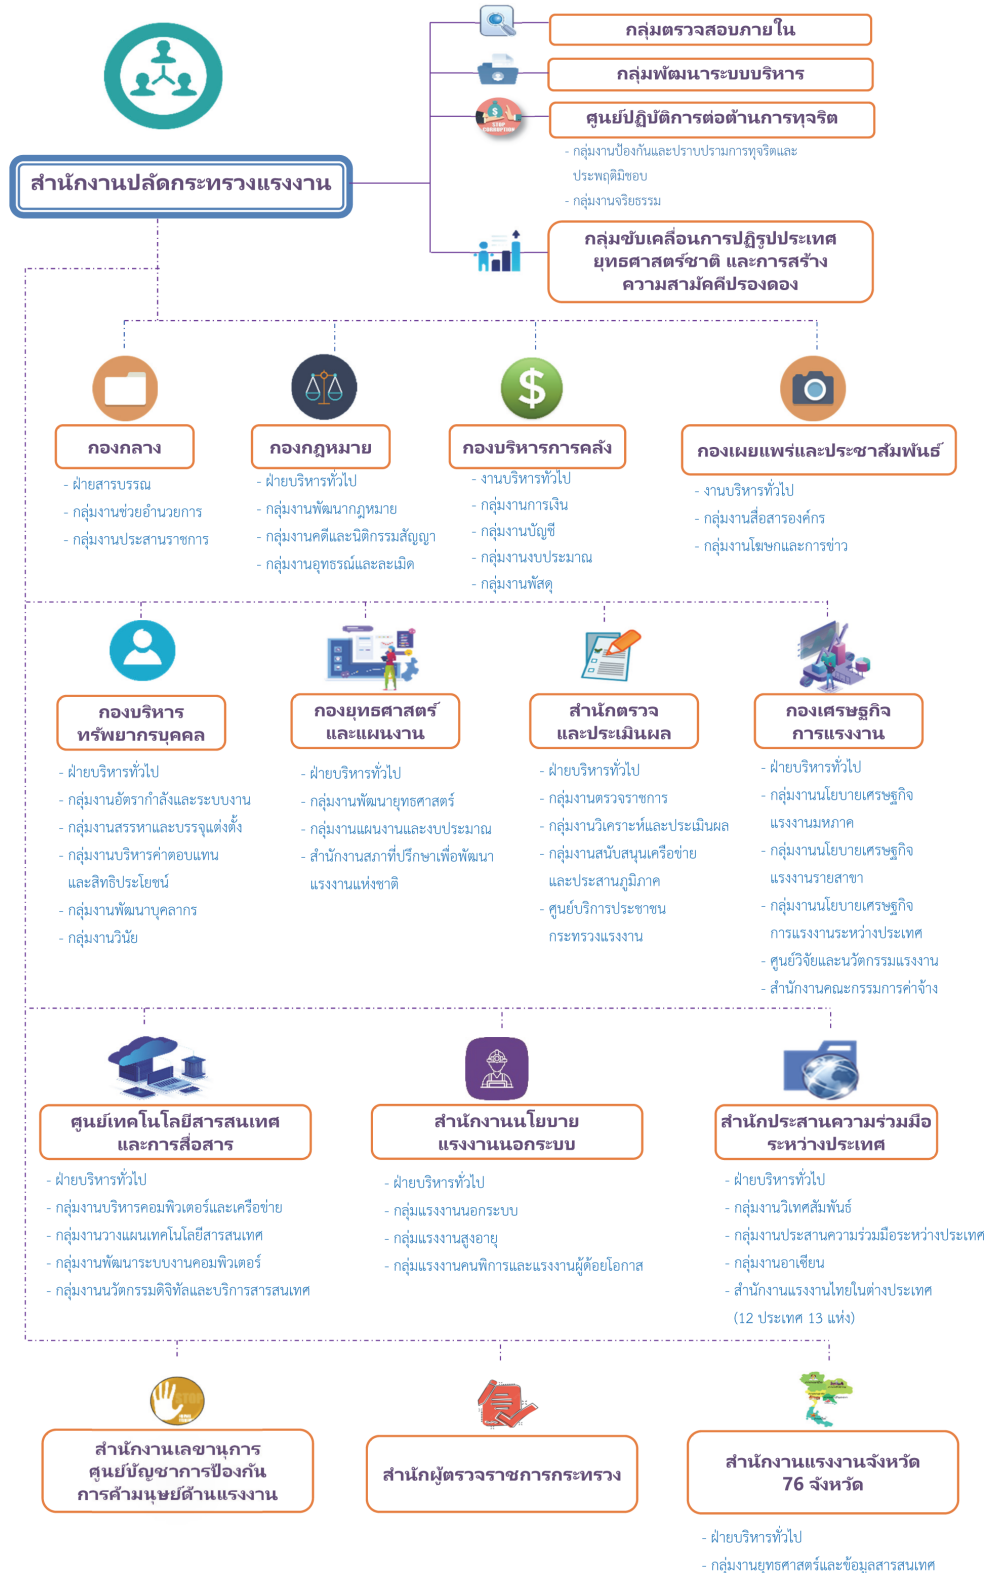 กลุ่มตรวจสอบภายใน
กลุ่มพัฒนาระบบบริหาร
STOP
CORRUPTION
ศูนย์ปฏิบัติการต่อต้านการทุจริต
- กลุ่มงานป้องกันและปราบปรามการทุจริตและ
ประพฤติมิชอบ
- กลุ่มงานจริยธรรม
สำนักงานปลัดกระทรวงแรงงาน
กลุ่มขับเคลื่อนการปฏิรูปประเทศ
ยุทธศาสตร์ชาติ และการสร้าง
ความสามัคคีปรองดอง
กองกลาง
- ฝ่ายสารบรรณ
- กลุ่มงานช่วยอำนวยการ
- กลุ่มงานประสานราชการ
กองกฎหมาย
- ฝ่ายบริหารทั่วไป
- กลุ่มงานพัฒนากฎหมาย
- กลุ่มงานคดีและนิติกรรมสัญญา
- กลุ่มงานอุทธรณ์และละเมิด
$
กองบริหารการคลัง
- งานบริหารทั่วไป
- กลุ่มงานการเงิน
- กลุ่มงานบัญชี
- กลุ่มงานงบประมาณ
- กลุ่มงานพัสดุ
กองเผยแพร่และประชาสัมพันธ์
- งานบริหารทั่วไป
- กลุ่มงานสื่อสารองค์กร
- กลุ่มงานโฆษกและการข่าว
กองบริหาร
ทรัพยากรบุคคล
- ฝ่ายบริหารทั่วไป
- กลุ่มงานอัตรากำลังและระบบงาน
- กลุ่มงานสรรหาและบรรจุแต่งตั้ง
- กลุ่มงานบริหารค่าตอบแทน
และสิทธิประโยชน์
- กลุ่มงานพัฒนาบุคลากร
- กลุ่มงานวินัย
กองยุทธศาสตร์
และแผนงาน
- ฝ่ายบริหารทั่วไป
- กลุ่มงานพัฒนายุทธศาสตร์
- กลุ่มงานแผนงานและงบประมาณ
- สำนักงานสภาที่ปรึกษาเพื่อพัฒนา
แรงงานแห่งชาติ
สำนักตรวจ
และประเมินผล
- ฝ่ายบริหารทั่วไป
- กลุ่มงานตรวจราชการ
- กลุ่มงานวิเคราะห์และประเมินผล
- กลุ่มงานสนับสนุนเครือข่าย
และประสานภูมิภาค
- ศูนย์บริการประชาชน
กระทรวงแรงงาน
กองเศรษฐกิจ
การแรงงาน
- ฝ่ายบริหารทั่วไป
- กลุ่มงานนโยบายเศรษฐกิจ
แรงงานมหภาค
- กลุ่มงานนโยบายเศรษฐกิจ
แรงงานรายสาขา
- กลุ่มงานนโยบายเศรษฐกิจ
การแรงงานระหว่างประเทศ
- ศูนย์วิจัยและนวัตกรรมแรงงาน
- สำนักงานคณะกรรมการค่าจ้าง
ศูนย์เทคโนโลยีสารสนเทศ
และการสื่อสาร
- ฝ่ายบริหารทั่วไป
- กลุ่มงานบริหารคอมพิวเตอร์และเครือข่าย
- กลุ่มงานวางแผนเทคโนโลยีสารสนเทศ
- กลุ่มงานพัฒนาระบบงานคอมพิวเตอร์
- กลุ่มงานนวัตกรรมดิจิทัลและบริการสารสนเทศ
สำนักงานนโยบาย
แรงงานนอกระบบ
- ฝ่ายบริหารทั่วไป
- กลุ่มแรงงานนอกระบบ
- กลุ่มแรงงานสูงอายุ
- กลุ่มแรงงานคนพิการและแรงงานผู้ด้อยโอกาส
สำนักประสานความร่วมมือ
ระหว่างประเทศ
- ฝ่ายบริหารทั่วไป
- กลุ่มงานวิเทศสัมพันธ์
- กลุ่มงานประสานความร่วมมือระหว่างประเทศ
- กลุ่มงานอาเซียน
- สำนักงานแรงงานไทยในต่างประเทศ
(12 ประเทศ 13 แห่ง)
STOP
สำนักงานเลขานุการ
ศูนย์บัญชาการป้องกัน
การค้ามนุษย์ด้านแรงงาน
สำนักผู้ตรวจราชการกระทรวง
สำนักงานแรงงานจังหวัด
76 จังหวัด
- ฝ่ายบริหารทั่วไป
- กลุ่มงานยุทธศาสตร์และข้อมูลสารสนเทศ